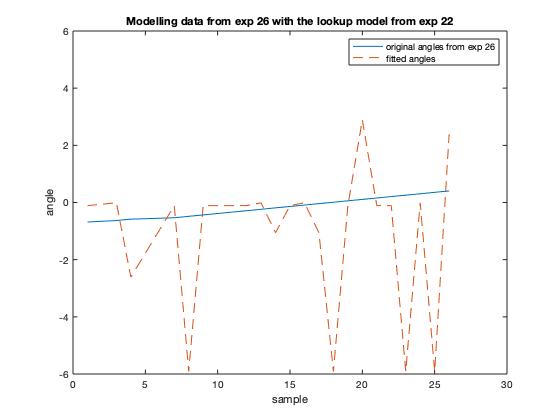 Modelling data from exp 26 with the lookup model from exp 22
original angles from exp 26
fitted angles
6
4
2
0
-2
-4
-6
angle
0
5
10
15
20
25
30
sample